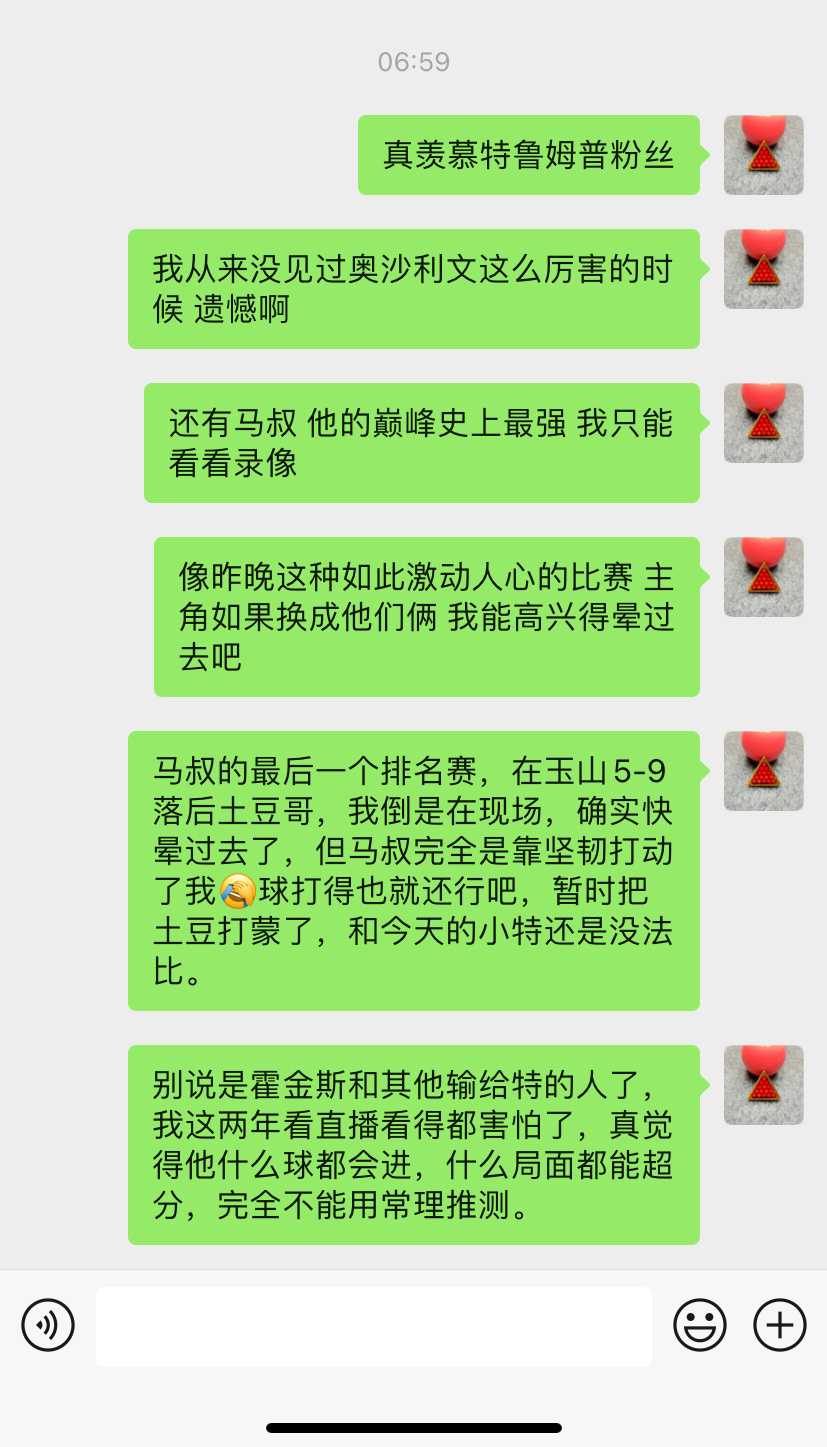 06:59
真羡慕特鲁姆普粉丝
我从来没见过奥沙利文这么厉害的时
候 遗憾啊
还有马叔 他的巅峰史上最强 我只能
看看录像
像昨晚这种如此激动人心的比赛 主
角如果换成他们俩 我能高兴得晕过
去吧
马叔的最后一个排名赛，在玉山5-9
落后土豆哥，我倒是在现场，确实快
晕过去了，但马叔完全是靠坚韧打动
了我😂球打得也就还行吧，暂时把
土豆打蒙了，和今天的小特还是没法
比。
别说是霍金斯和其他输给特的人了，
我这两年看直播看得都害怕了，真觉
得他什么球都会进，什么局面都能超
分，完全不能用常理推测。